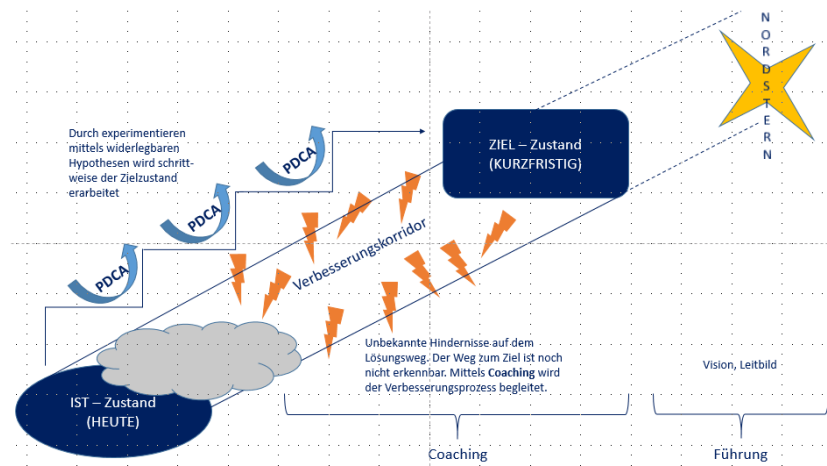 NORDSTERN
ZIEL – Zustand
(KURZFRISTIG)
Durch experimentieren
mittels widerlegbaren
Hypothesen wird schritt-
weise der Zielzustand
erarbeitet
PDCA
PDCA
PDCA
Verbesserungskorridor
Unbekannte Hindernisse auf dem
Lösungsweg. Der Weg zum Ziel ist noch
nicht erkennbar. Mittels Coaching wird
der Verbesserungsprozess begleitet.
Vision, Leitbild
IST – Zustand
(HEUTE)
Coaching
Führung